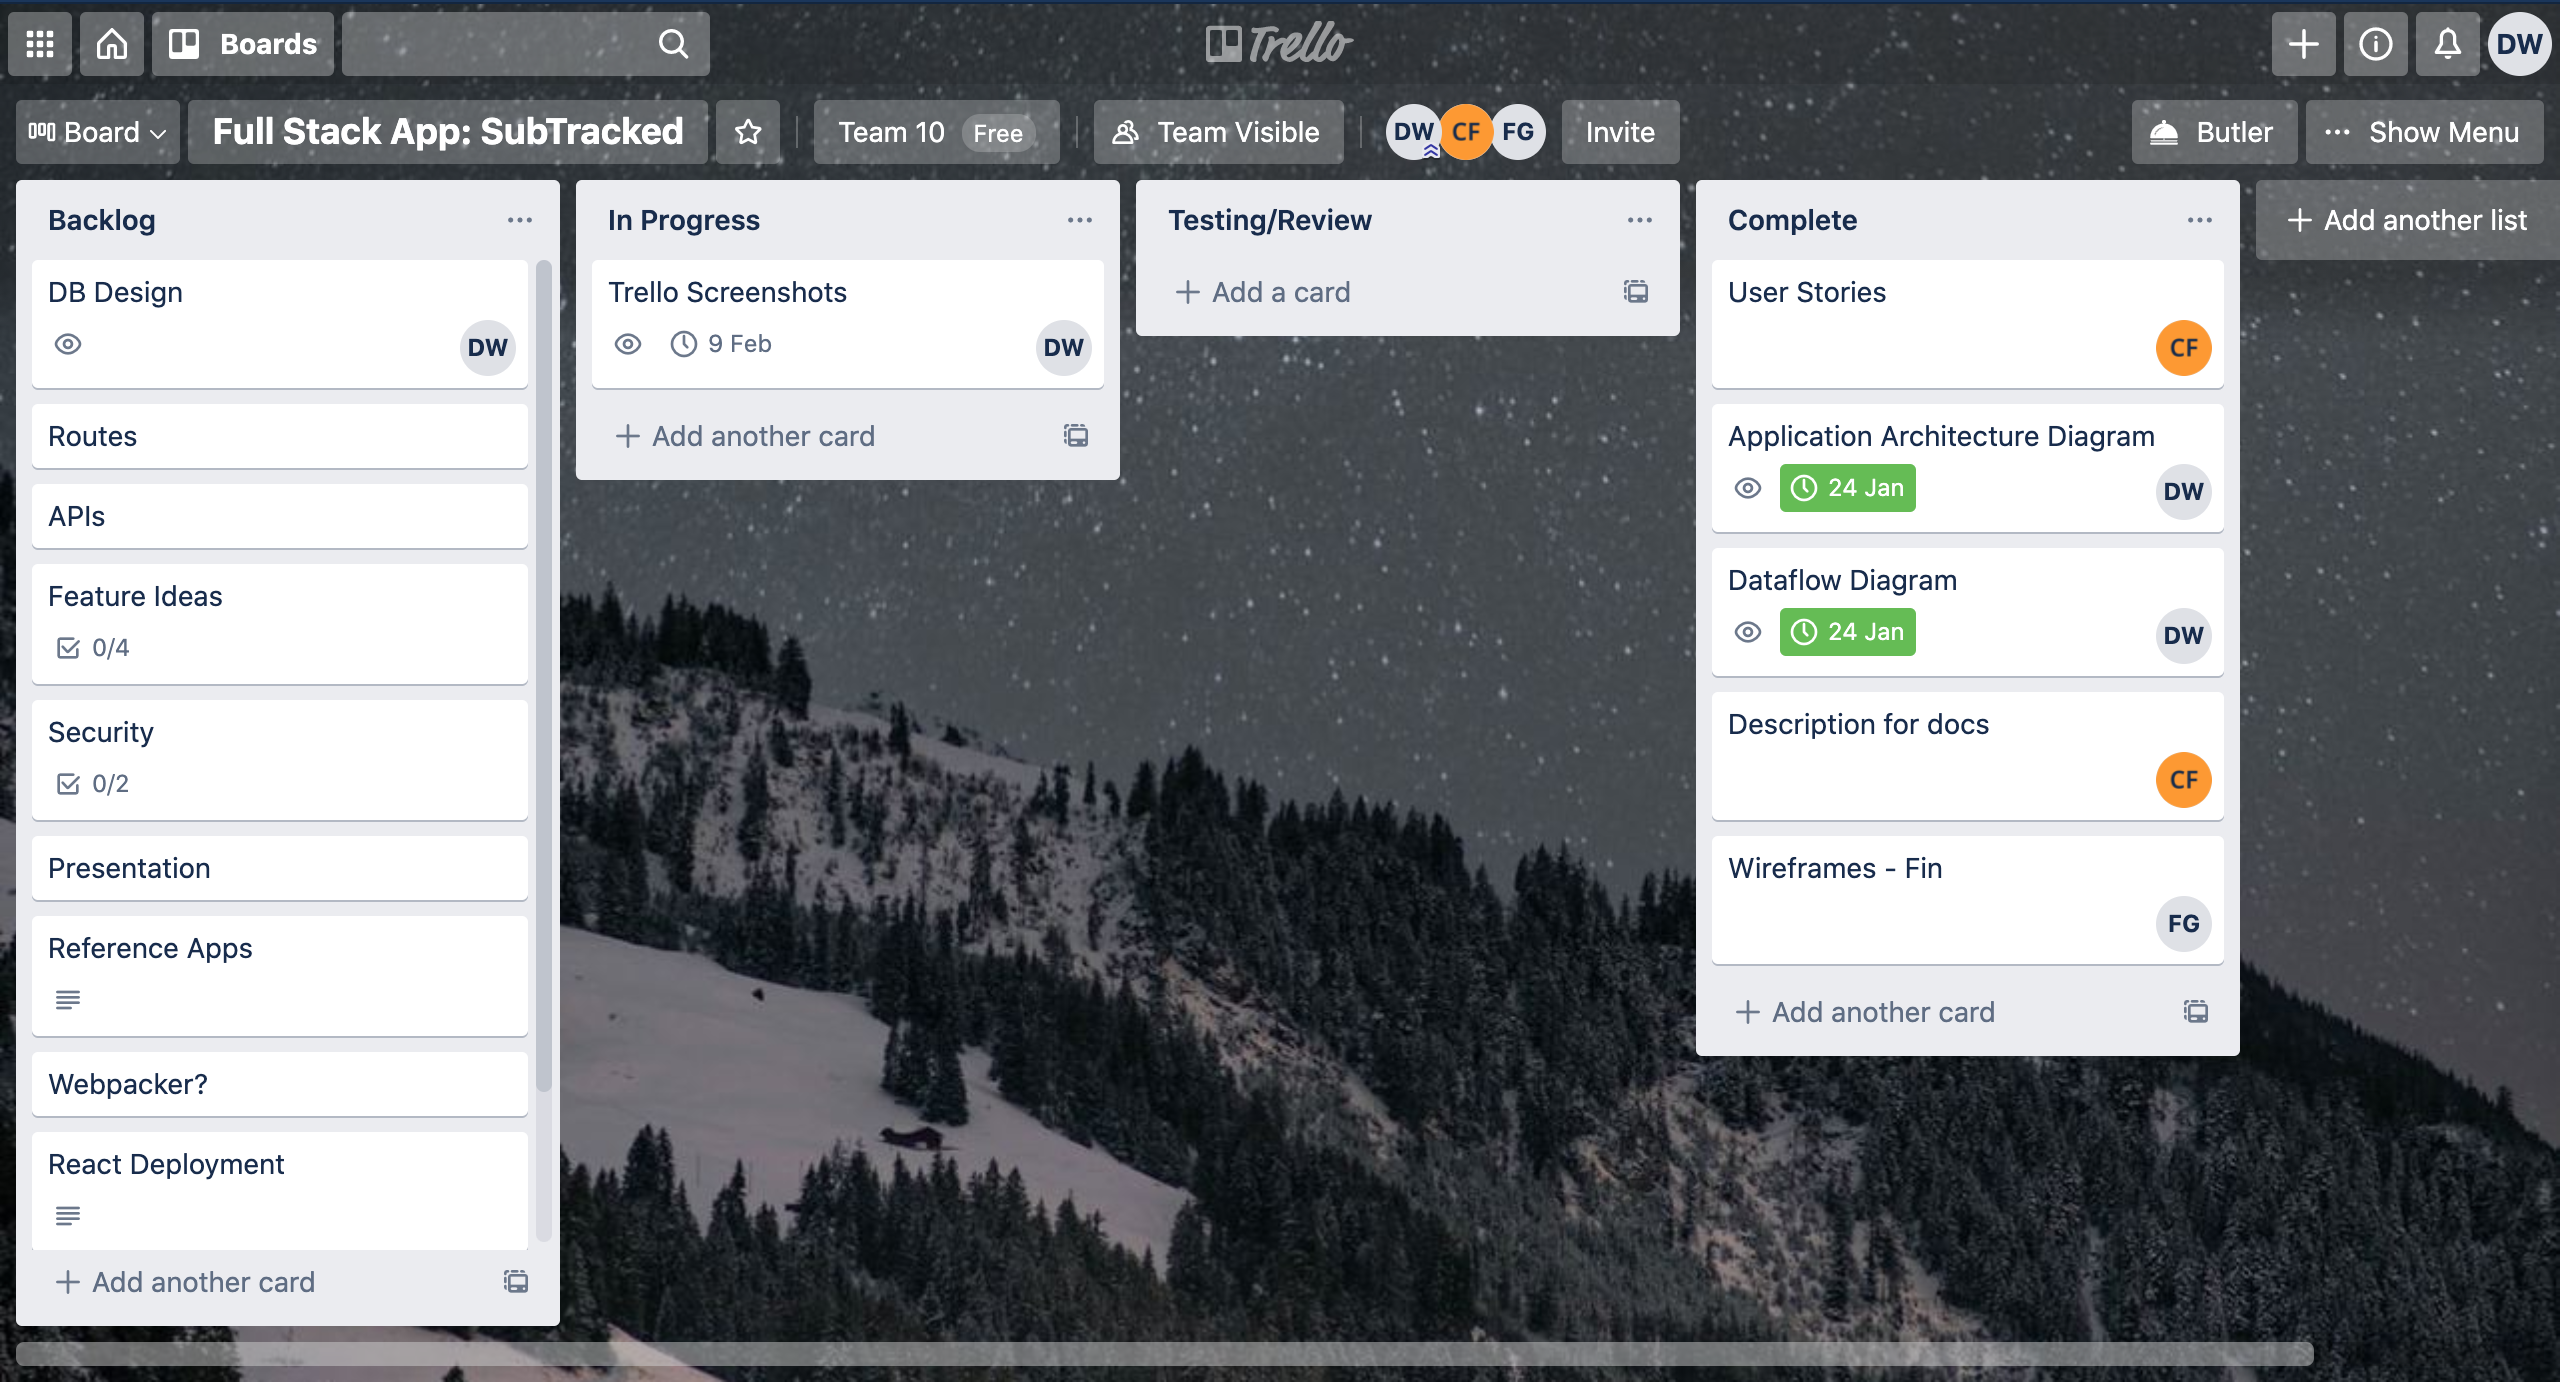 Boards
Trello
DW
Board
Full Stack App: SubTracked
Team 10 Free
Team Visible
DW CF FG
Invite
Butler
Show Menu
Backlog
DB Design
DW
Routes
APIs
Feature Ideas
0/4
Security
0/2
Presentation
Reference Apps
Webpacker?
React Deployment
Add another card
In Progress
Trello Screenshots
9 Feb
DW
Add another card
Testing/Review
Add a card
Complete
User Stories
CF
Application Architecture Diagram
24 Jan
DW
Dataflow Diagram
24 Jan
DW
Description for docs
CF
Wireframes - Fin
FG
Add another card
Add another list